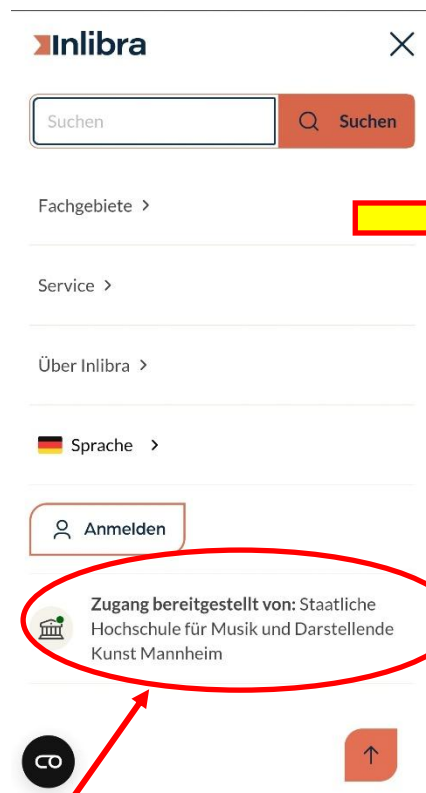 Inlibra
Suchen Suchen
Fachgebiete >
Service >
Über Inlibra >
Sprache >
Anmelden
Zugang bereitgestellt von: Staatliche
Hochschule für Musik und Darstellende
Kunst Mannheim